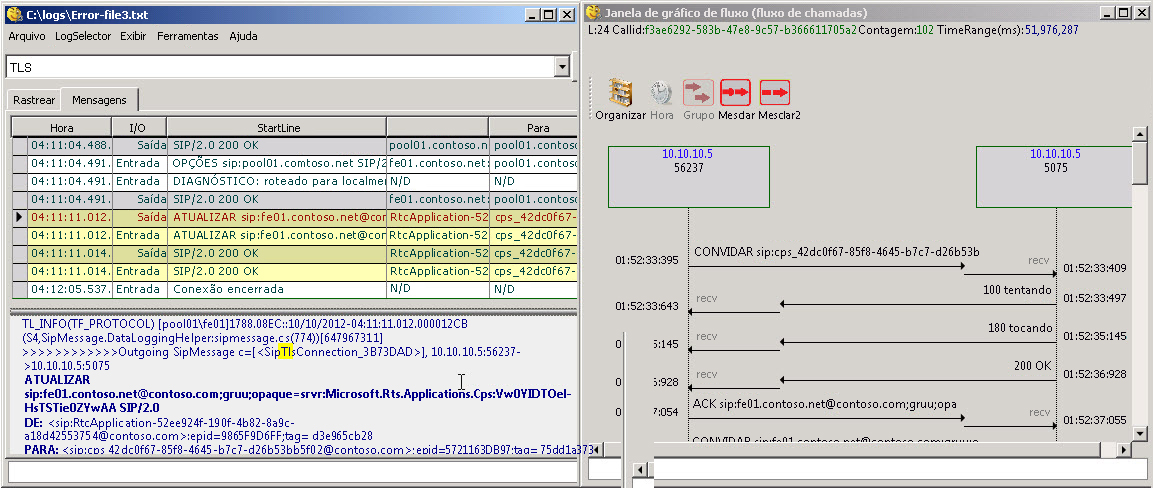 C:\logs\Error-file3.txt
Arquivo LogSelector Exibir Ferramentas Ajuda
TLS
Rastrear Mensagens
Hora I/O StartLine Para
04:11:04.488. Saída SIP/2.0 200 OK pool01.contoso.n pool01.contoso.
04:11:04.491. Entrada OPÇÕES sip:pool01.comtoso.net SIP/2 fe01.contoso.net pool01.contoso.
04:11:04.491. Entrada DIAGNÓSTICO: roteado para localmer N/D N/D
04:11:04.491. Saída SIP/2.0 200 OK fe01.contoso.net pool01.contoso.
04:11:11.012. Saída ATUALIZAR sip:fe01.contoso.net@cor RtcApplication-52 cps_42dc0f67-
04:11:11.012. Entrada ATUALIZAR sip:fe01.contoso.net@cor RtcApplication-52 cps_42dc0f67-
04:11:11.014. Saída SIP/2.0 200 OK RtcApplication-52 cps_42dc0f67-
04:11:11.014. Entrada SIP/2.0 200 OK RtcApplication-52 cps_42dc0f67-
04:12:05.537. Entrada Conexão encerrada N/D N/D
TL_INFO(TF_PROTOCOL) [pool01\fe01]1788.08EC::10/10/2012-04:11:11.012.000012CB
(S4,SipMessage.DataLoggingHelper:sipmessage.cs(774))[647967311]
>>>>>>>>>>>>Outgoing SipMessage c=[<SipTlsConnection_3B73DAD>], 10.10.10.5:56237-
>10.10.10.5:5075
ATUALIZAR
sip:fe01.contoso.net@contoso.com;gruu;opaque=srvr:Microsoft.Rts.Applications.Cps:Vw0YIDTOeI-
HsTSTie0ZYwAA SIP/2.0
DE: <sip:RtcApplication-52ee924f-190f-4b82-8a9c-
a18d42553754@contoso.com>:epid=9865F9D6FF;tag= d3e965cb28
PARA: <sip:cps_42dc0f67-85f8-4645-b7c7-d26b53bb5f02@contoso.com>:epid=5721163DB97:tag= 75dd1a373
Janela de gráfico de fluxo (fluxo de chamadas)
L:24 Callid:f3ae6292-583b-47e8-9c57-b366611705a2 Contagem:102 TimeRange(ms):51,976,287
Organizar Hora Grupo Mesdar Mesclar2
10.10.10.5 10.10.10.5
56237 5075
CONVIDAR sip:cps_42dc0f67-85f8-4645-b7c7-d26b53b
01:52:33:395 recv 01:52:33:409
100 tentando
01:52:33:643 recv 01:52:33:497
180 tocando
0 5:145 recv 01:52:35:145
200 OK
0 5:928 recv 01:52:36:928
ACK sip:fe01.contoso.net@contoso.com;gruu;opa
0 37:054 recv 01:52:37:055
CONVIDAR sip:fe01.contoso.net@contoso.com;gruu;o